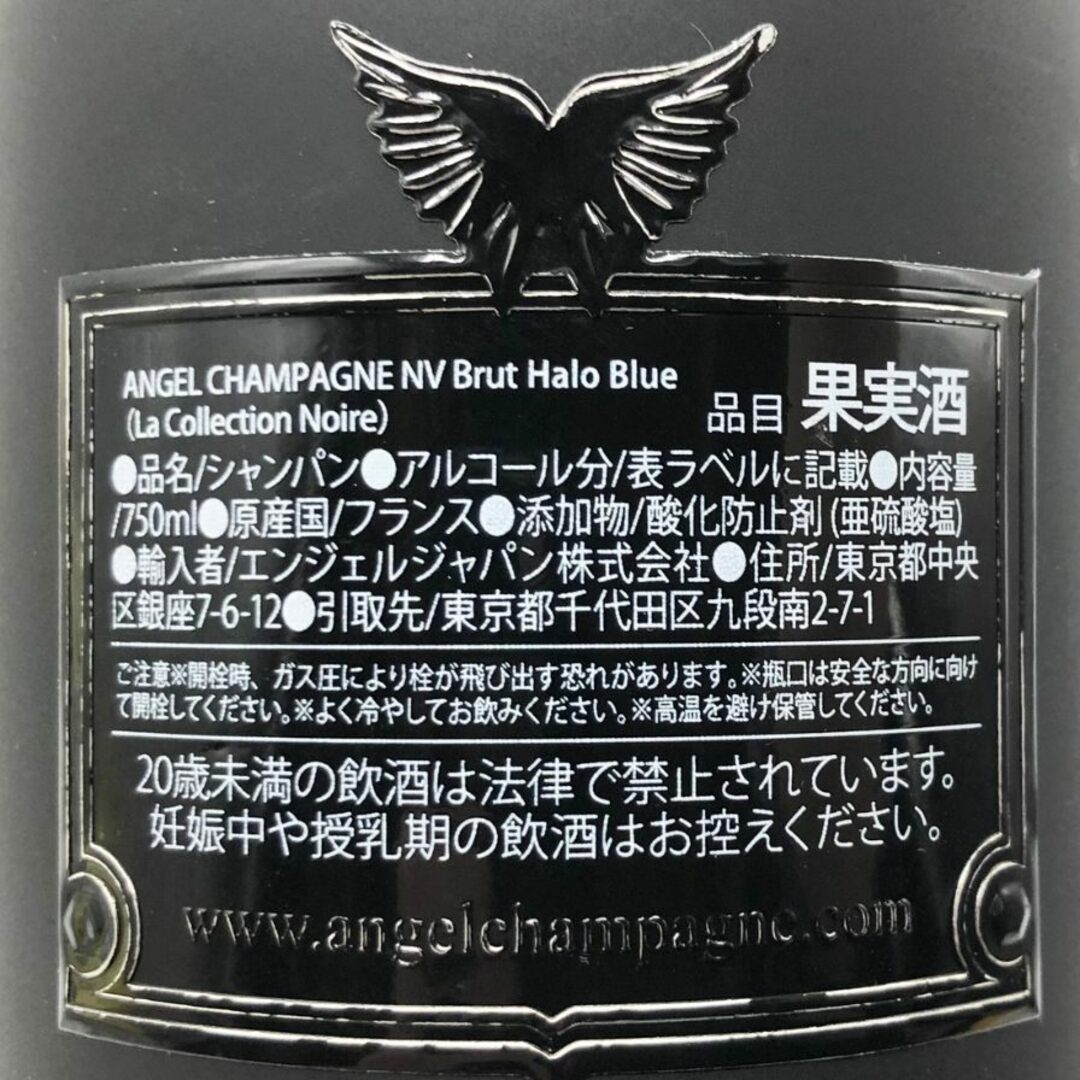 ANGEL CHAMPAGNE NV Brut Halo Blue
(La Collection Noire)
品目 果実酒
●品名/シャンパン●アルコール分/表ラベルに記載●内容量
/750ml●原産国/フランス●添加物/酸化防止剤 (亜硫酸塩)
●輸入者/エンジェルジャパン株式会社●住所/東京都中央
区銀座7-6-12●引取先/東京都千代田区九段南2-7-1
ご注意※開栓時、ガス圧により栓が飛び出す恐れがあります。※瓶口は安全な方向に向け
て開栓してください。※よく冷やしてお飲みください。※高温を避け保管してください。
20歳未満の飲酒は法律で禁止されています。
妊娠中や授乳期の飲酒はお控えください。
www.angelchampagne.com